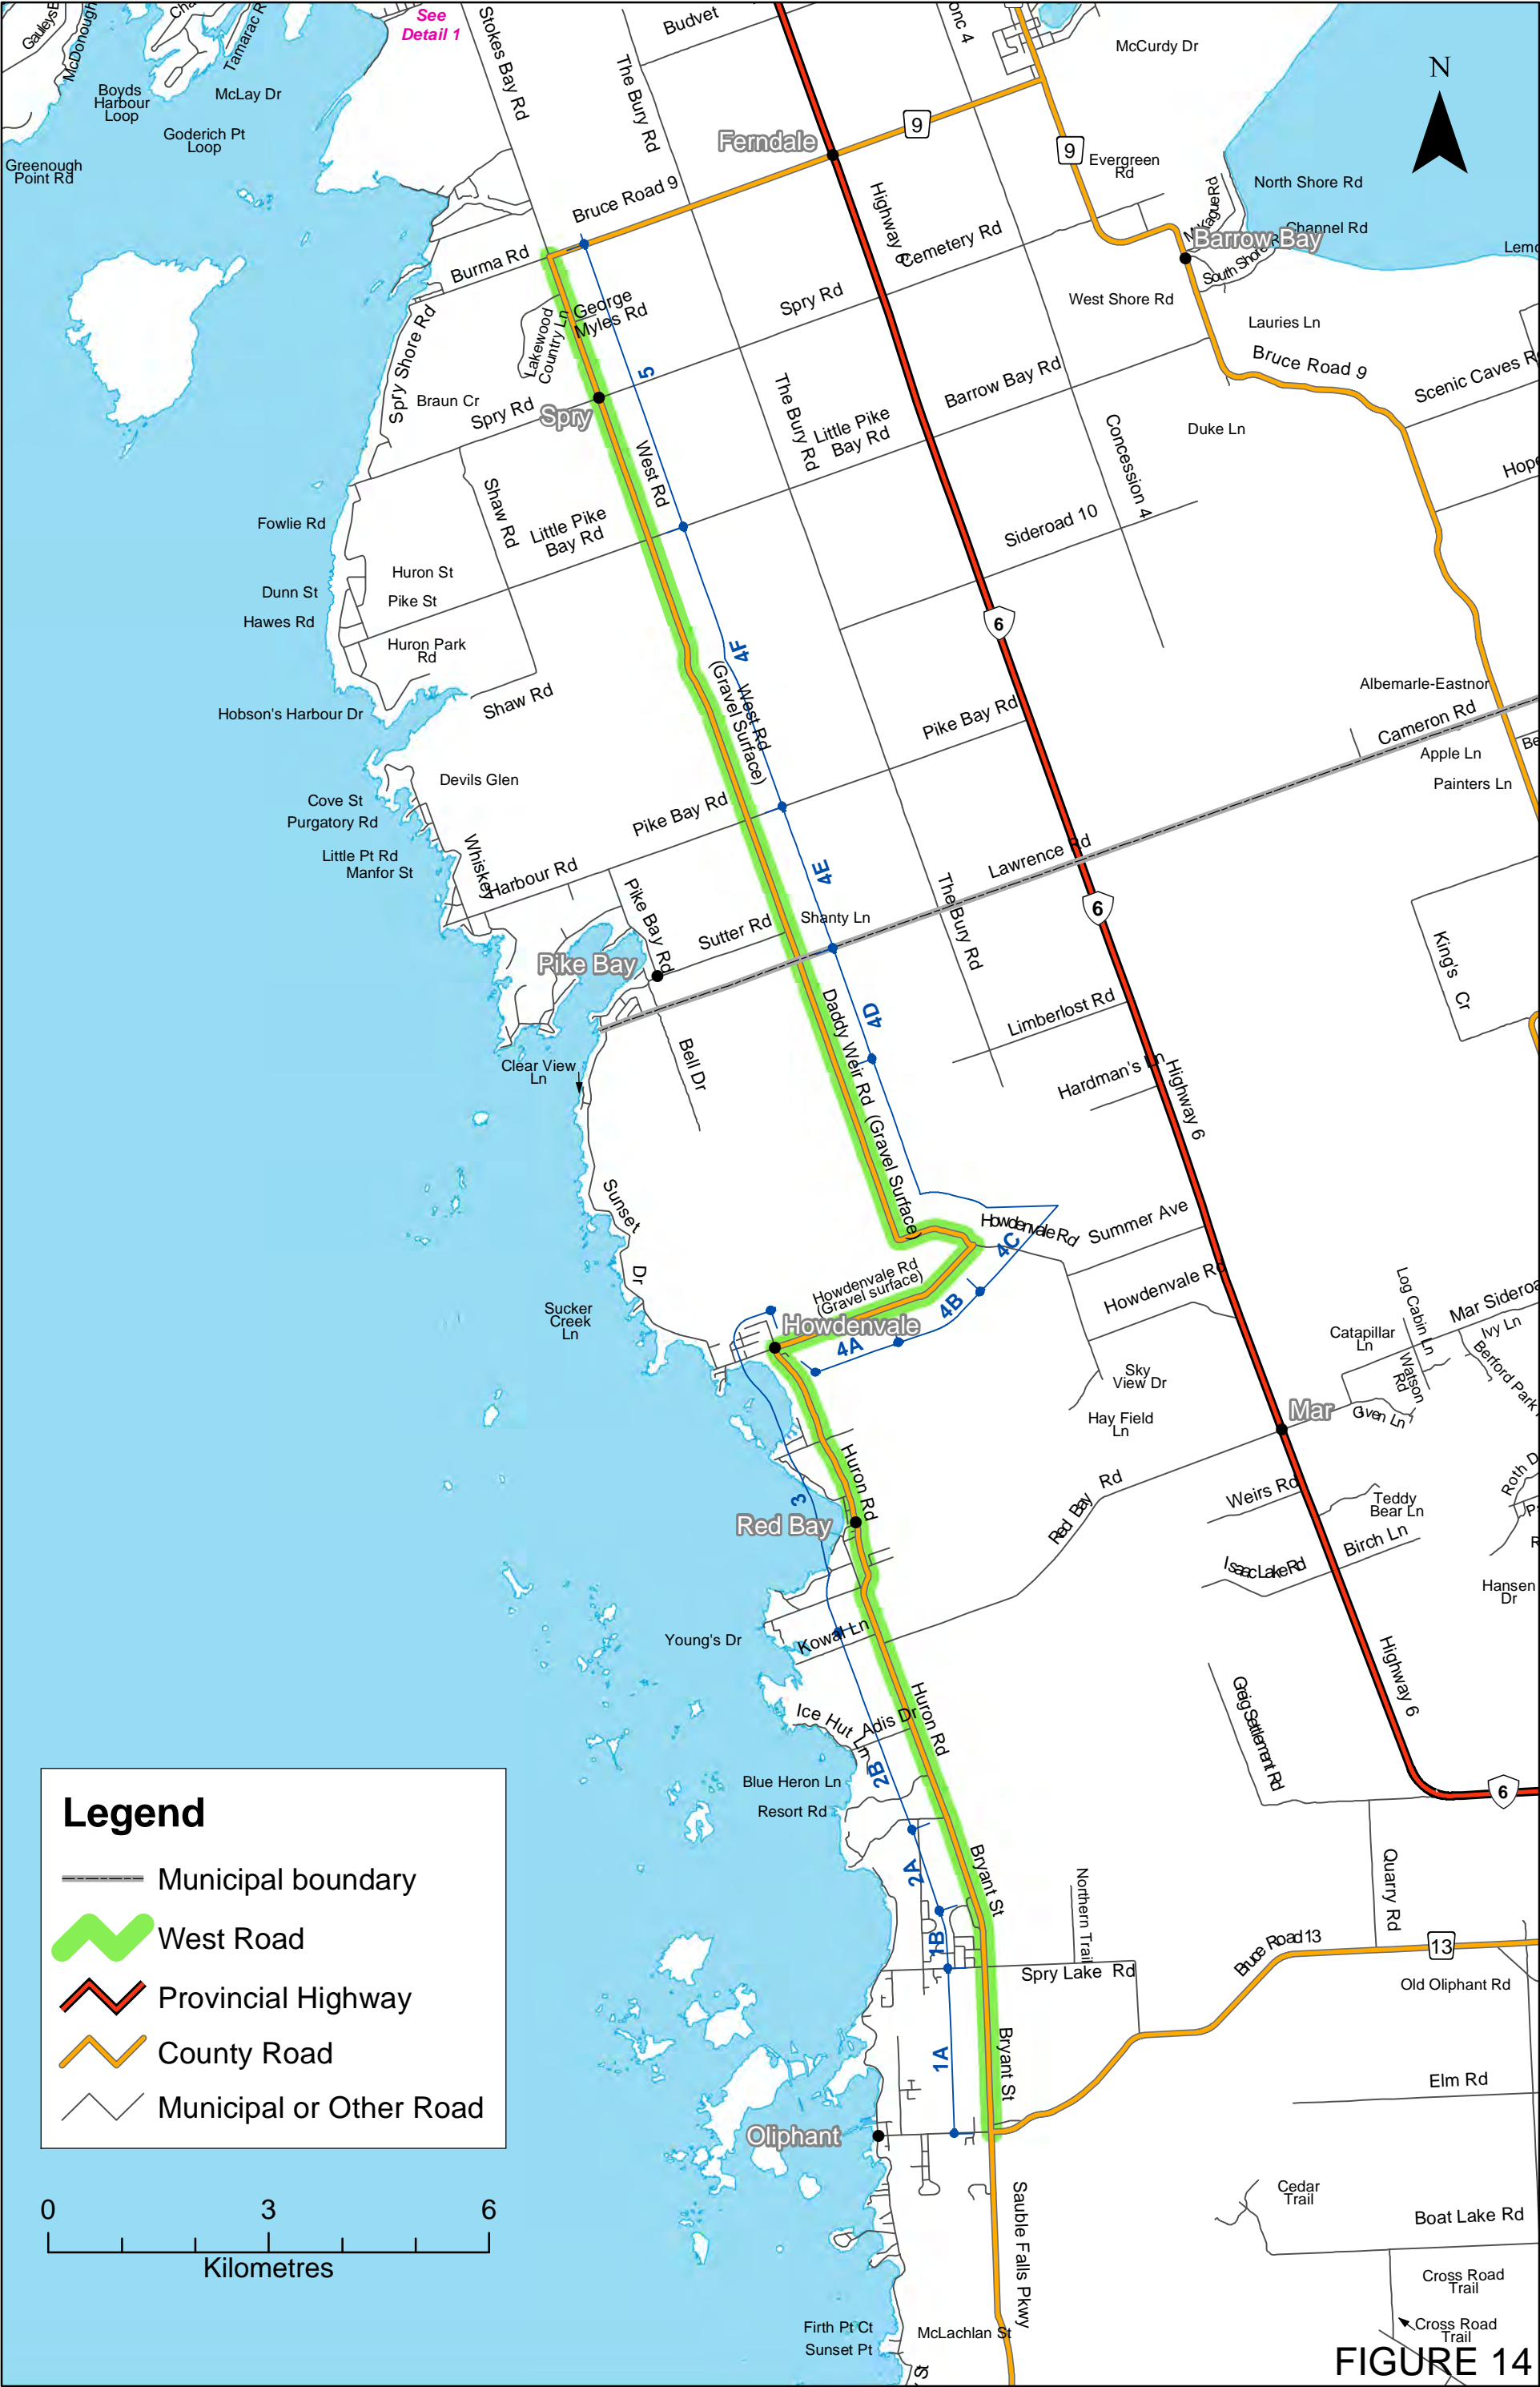 See
Detail 1
Gauleys
McDonough
Tamarac R
Stokes Bay Rd
The Bury Rd
Budvet
onc 4
McCurdy Dr
N
Boyds
Harbour
Loop
McLay Dr
Goderich Pt
Loop
Greenough
Point Rd
Ferndale
9
9
Evergreen
Rd
North Shore Rd
Channel Rd
Barrow Bay
South Shore R
Lemc
Bruce Road 9
Highway 6
Cemetery Rd
Burma Rd
George
Myles Rd
Lakewood
Country Ln
Spry Rd
West Shore Rd
Lauries Ln
Bruce Road 9
Scenic Caves R
Spry Shore Rd
Braun Cr
Spry Rd
Spry
5
The Bury Rd
Little Pike
Bay Rd
Barrow Bay Rd
Concession 4
Duke Ln
Hope
West Rd
Shaw Rd
Little Pike
Bay Rd
Sideroad 10
Fowlie Rd
Huron St
Dunn St
Pike St
Hawes Rd
Huron Park
Rd
6
4F
West Rd
(Gravel Surface)
Shaw Rd
Hobson's Harbour Dr
Albemarle-Eastnor
Pike Bay Rd
Cameron Rd
Apple Ln
Be
Painters Ln
Devils Glen
Cove St
Purgatory Rd
Pike Bay Rd
Little Pt Rd
Manfor St
Whiskey
Harbour Rd
4E
Lawrence Rd
The Bury Rd
6
Pike Bay Rd
Sutter Rd
Shanty Ln
Pike Bay
King's Cr
Daddy Weir Rd (Gravel Surface)
4D
Limberlost Rd
Bell Dr
Clear View
Ln
Hardman's Ln
Highway 6
Sunset Dr
Howdenvale Rd
Summer Ave
4C
Howdenvale Rd
(Gravel surface)
4B
Howdenvale Rd
Sucker
Creek
Ln
Howdenvale
4A
Log Cabin Ln
Mar Sideroa
Ivy Ln
Catapillar
Ln
Watson
Rd
Berford Park
Sky
View Dr
Hay Field
Ln
Mar
Gven Ln
Huron Rd
3
Red Bay
Red Bay Rd
Weirs Rd
Teddy
Bear Ln
Roth D
Isaac Lake Rd
Birch Ln
Hansen
Dr
Young's Dr
Kowal Ln
Highway 6
Greig Settlement Rd
Ice Hut Ln
Adis Dr
Huron Rd
2B
Blue Heron Ln
Resort Rd
6
2A
Bryant St
Northern Trail
Quarry Rd
1B
Spry Lake Rd
Bruce Road 13
13
Old Oliphant Rd
1A
Bryant St
Elm Rd
Oliphant
Cedar
Trail
Boat Lake Rd
Sauble Falls Pkwy
Cross Road
Trail
Cross Road
Trail
Firth Pt Ct
Sunset Pt
McLachlan St
Legend
Municipal boundary
West Road
Provincial Highway
County Road
Municipal or Other Road
0 3 6
Kilometres
FIGURE 14